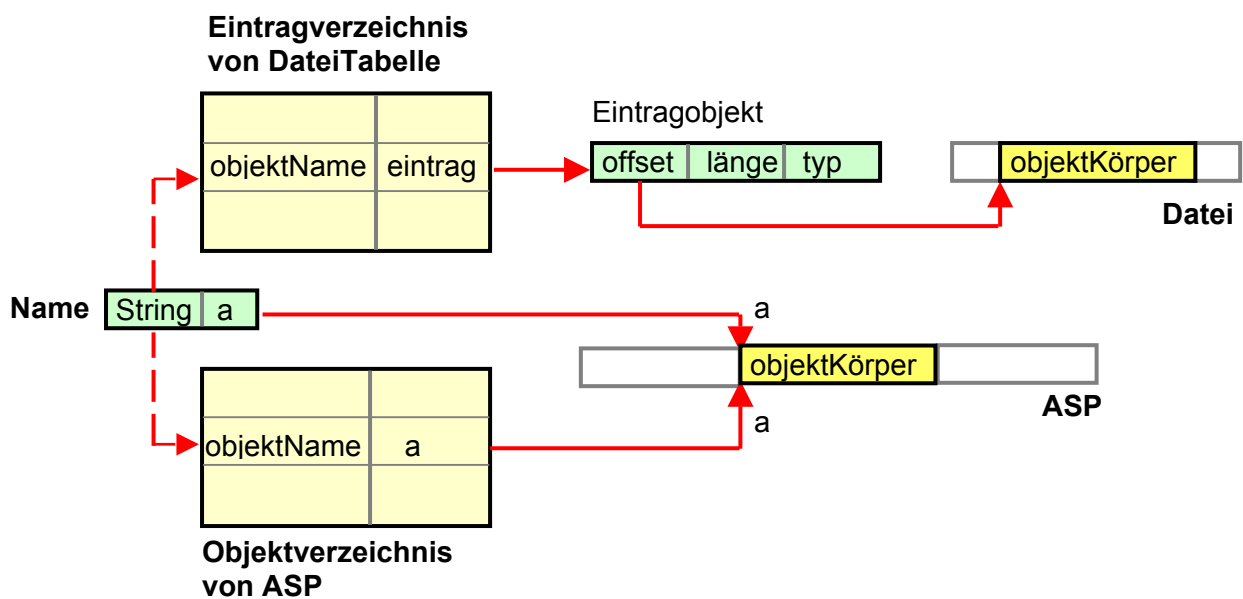 Eintragverzeichnis
von DateiTabelle
Eintragobjekt
objektName eintrag
offset länge typ
objektKörper
Datei
Name String a
a
objektKörper
ASP
a
objektName a
Objektverzeichnis
von ASP